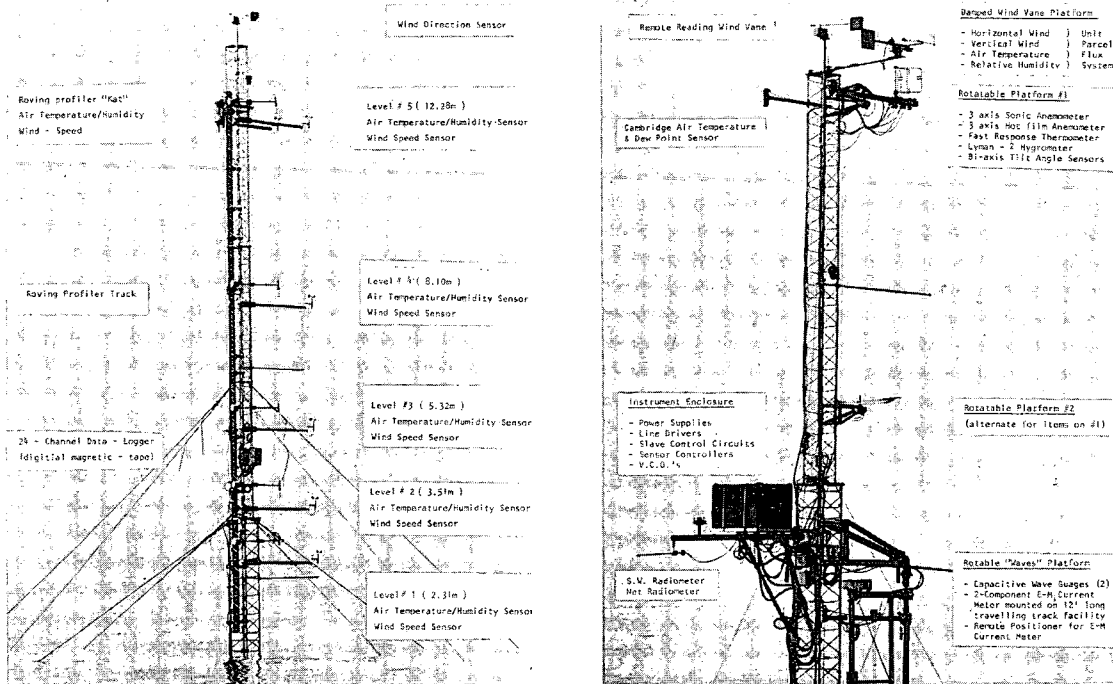 Wind Direction Sensor
Roving profiler "Kat"
Air Temperature/Humidity
Wind - Speed
Level # 5 ( 12.28m )
Air Temperature/Humidity Sensor
Wind Speed Sensor
Roving Profiler Track
Level # 4 ( 8.10m )
Air Temperature/Humidity Sensor
Wind Speed Sensor
Level #3 ( 5.32m )
Air Temperature/Humidity Sensor
Wind Speed Sensor
24 - Channel Data - Logger
(digitial magnetic - tape)
Level # 2 ( 3.51m )
Air Temperature/Humidity Sensor
Wind Speed Sensor
Level # 1 ( 2.31m )
Air Temperature/Humidity Sensor
Wind Speed Sensor
Remote Reading Wind Vane
Damped Wind Vane Platform
- Horizontal Wind ) Unit
- Vertical Wind ) Parcel
- Air Temperature ) Flux
- Relative Humidity ) System
Rotatable Platform #1
- 3 axis Sonic Anemometer
- 3 axis Hot film Anemometer
- Fast Response Thermometer
- Lyman - 2 Hygrometer
- Bi-axis Tilt Angle Sensors
Cambridge Air Temperature
& Dew Point Sensor
Instrument Enclosure
- Power Supplies
- Line Drivers
- Slave Control Circuits
- Sensor Controllers
- V.C.O.'s
Rotatable Platform #2
(alternate for items on #1)
S.W. Radiometer
Net Radiometer
Rotable "Waves" Platform
- Capacitive Wave Guages (2)
- 2-Component E-M Current
Meter mounted on 12' long
travelling track facility
- Remote Positioner for E-M
Current Meter